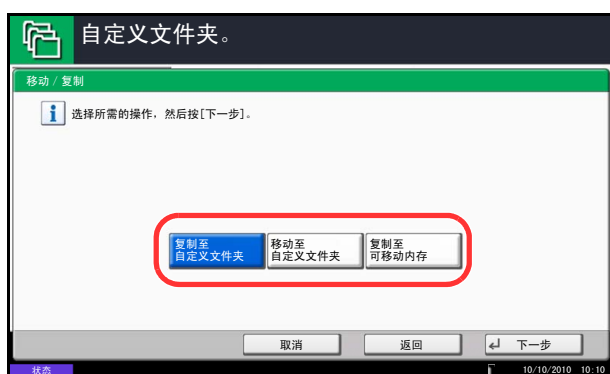 自定义文件夹。
移动 / 复制
选择所需的操作，然后按[下一步]。
复制至
自定义文件夹
移动至
自定义文件夹
复制至
可移动内存
取消
返回
下一步
状态
10/10/2010 10:10